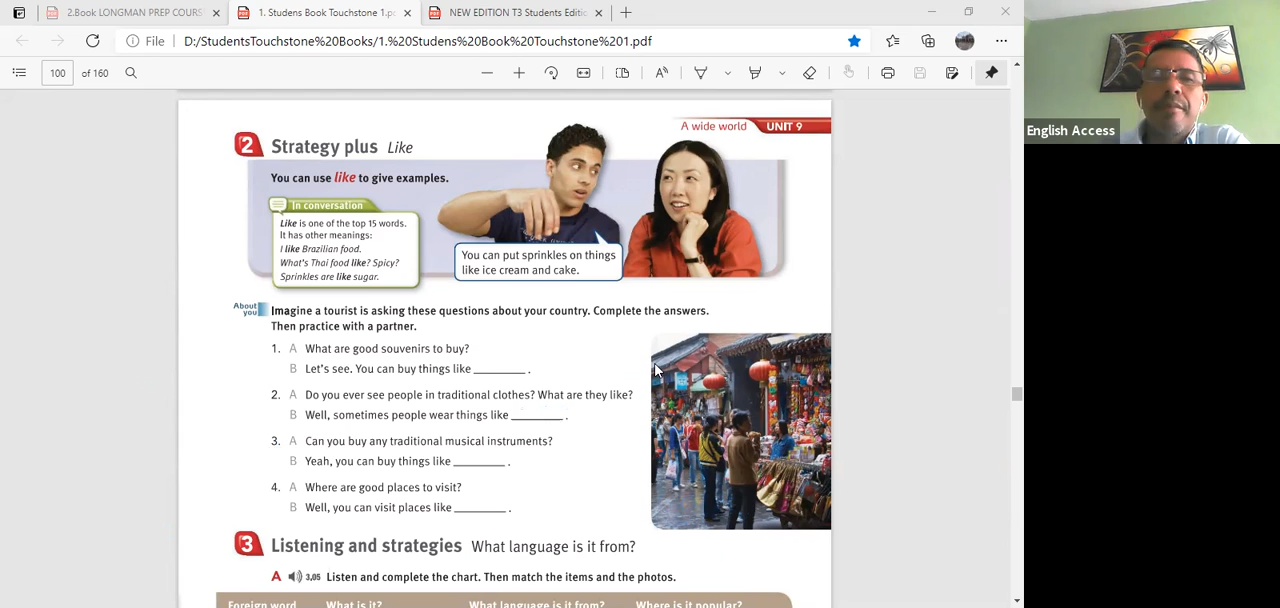 2.Book LONGMAN PREP COURS
1. Studens Book Touchstone 1.p
NEW EDITION T3 Students Editi
File
D:/StudentsTouchstone%20Books/1.%20Studens%20Book%20Touchstone%201.pdf
100 of 160
A wide world UNIT 9
2 Strategy plus Like
You can use like to give examples.
In conversation
Like is one of the top 15 words.
It has other meanings:
I like Brazilian food.
What's Thai food like? Spicy?
Sprinkles are like sugar.
You can put sprinkles on things
like ice cream and cake.
About
you
Imagine a tourist is asking these questions about your country. Complete the answers.
Then practice with a partner.
1. A What are good souvenirs to buy?
B Let's see. You can buy things like ________ .
2. A Do you ever see people in traditional clothes? What are they like?
B Well, sometimes people wear things like ________ .
3. A Can you buy any traditional musical instruments?
B Yeah, you can buy things like ________ .
4. A Where are good places to visit?
B Well, you can visit places like ________ .
3 Listening and strategies What language is it from?
A 3.05 Listen and complete the chart. Then match the items and the photos.
Foreign word What is it? What language is it from? Where is it popular?
English Access